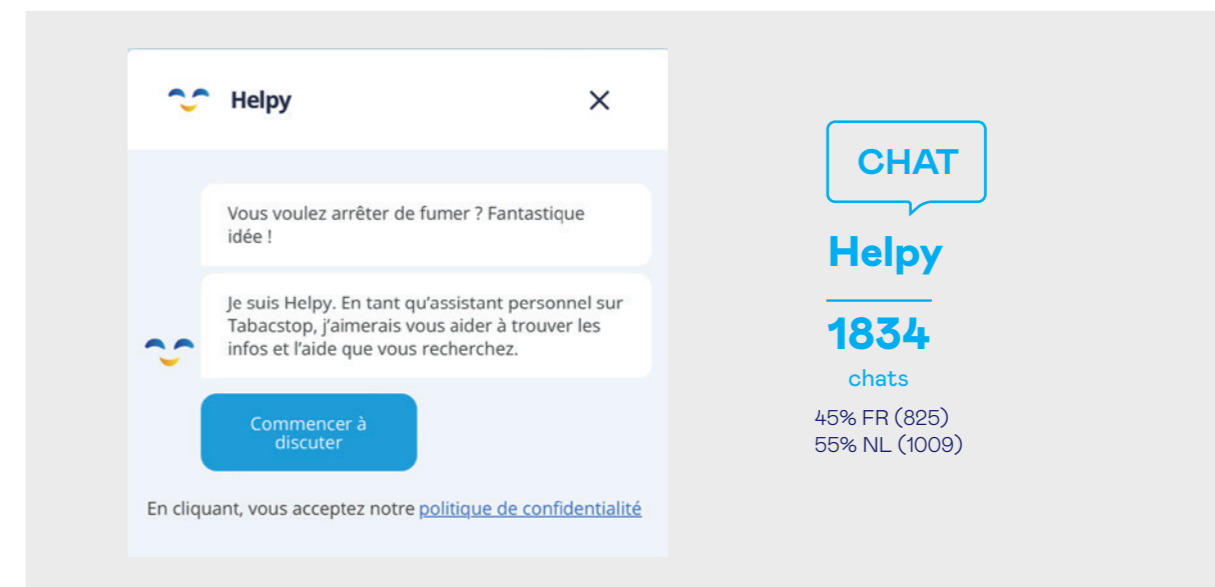 Helpy
Vous voulez arrêter de fumer ? Fantastique
idée !
Je suis Helpy. En tant qu’assistant personnel sur
Tabacstop, j’aimerais vous aider à trouver les
infos et l’aide que vous recherchez.
Commencer à
discuter
En cliquant, vous acceptez notre politique de confidentialité
CHAT
Helpy
1834
chats
45% FR (825)
55% NL (1009)